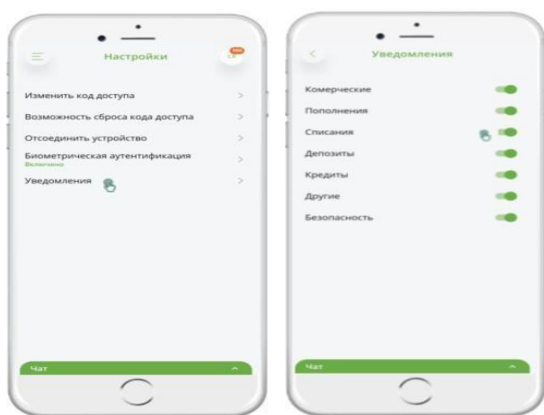 Настройки
Изменить код доступа
Возможность сброса кода доступа
Отсоединить устройство
Биометрическая аутентификация
Включено
Уведомления
Чат
Уведомления
Комерческие
Пополнения
Списания
Депозиты
Кредиты
Другие
Безопасность
Чат